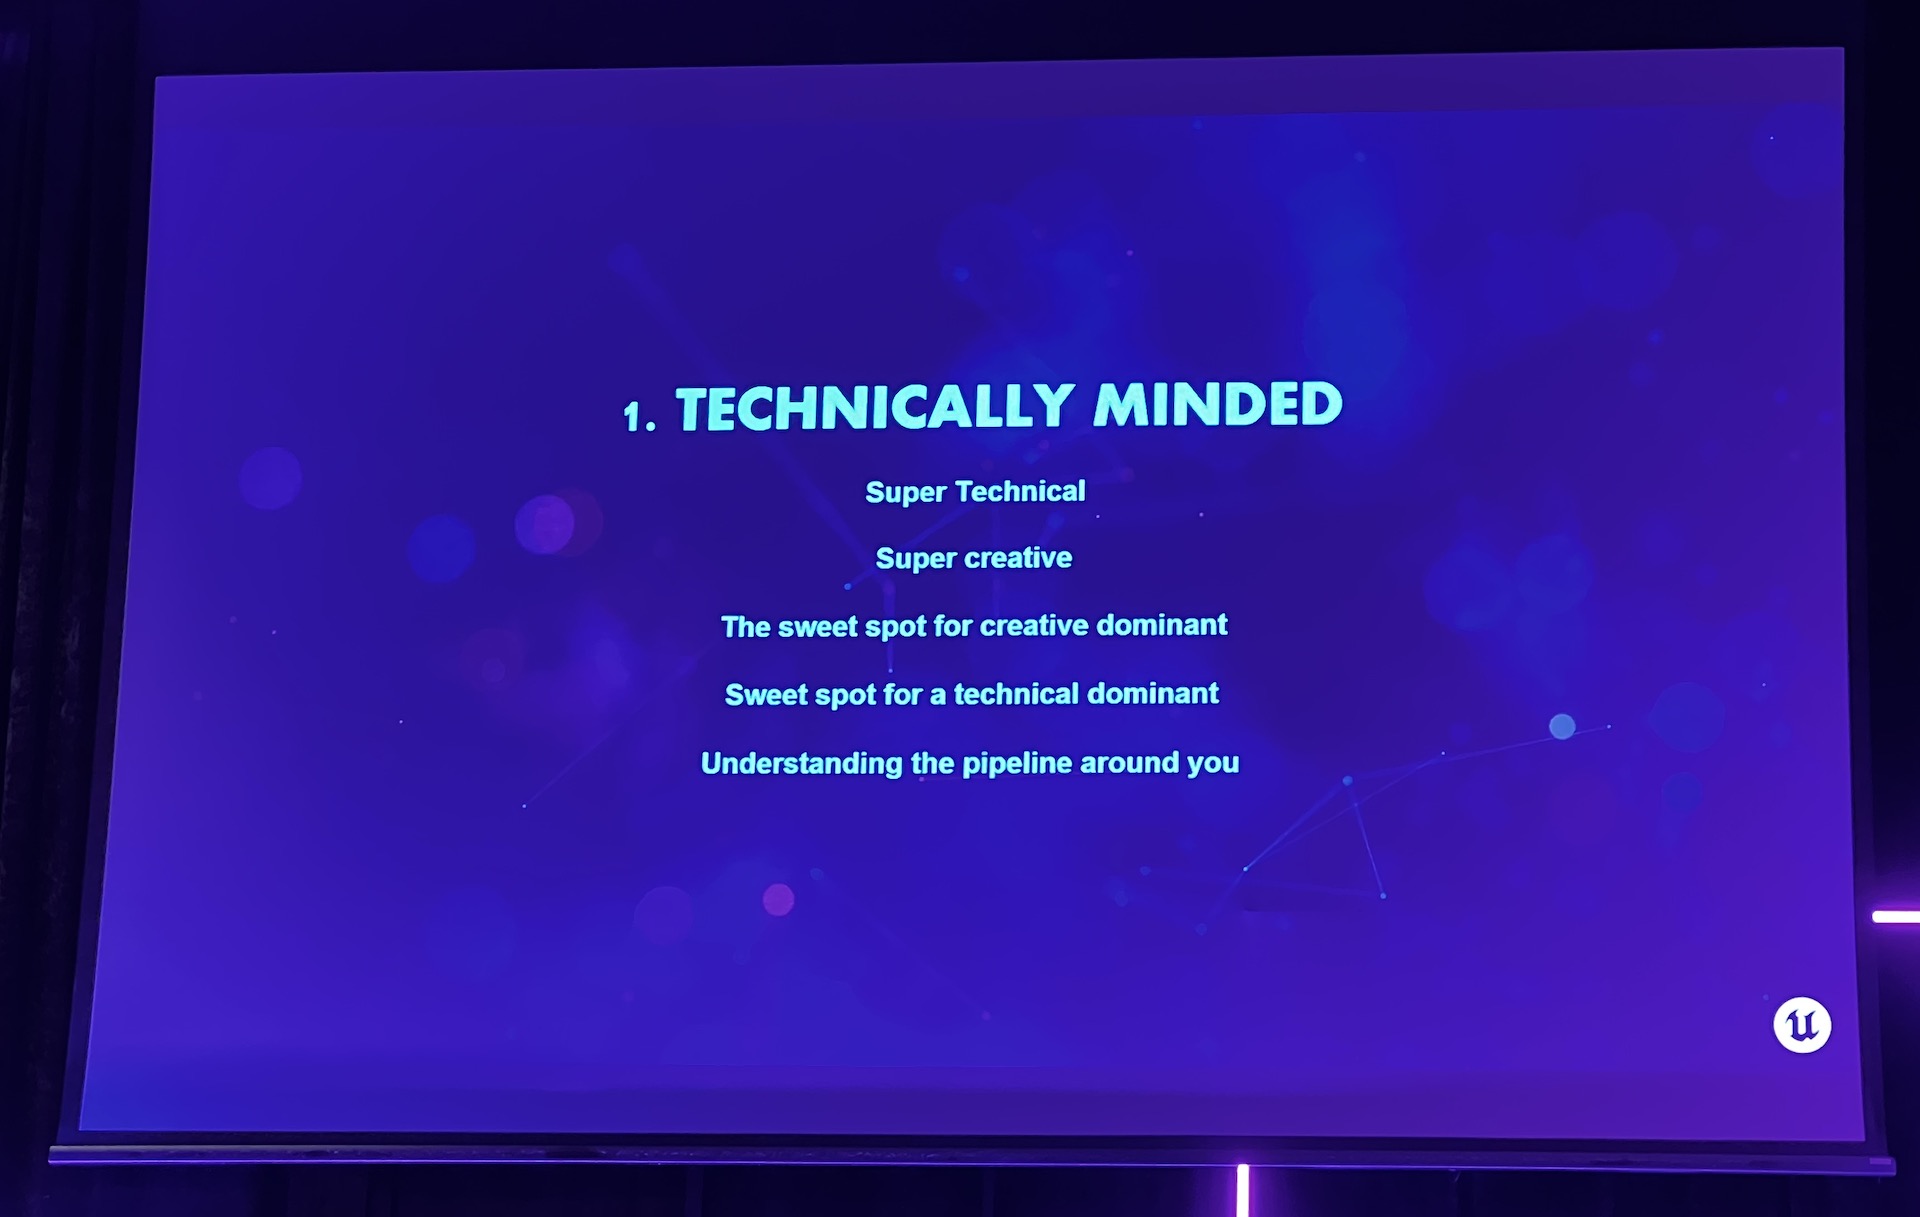 1. TECHNICALLY MINDED
Super Technical
Super creative
The sweet spot for creative dominant
Sweet spot for a technical dominant
Understanding the pipeline around you